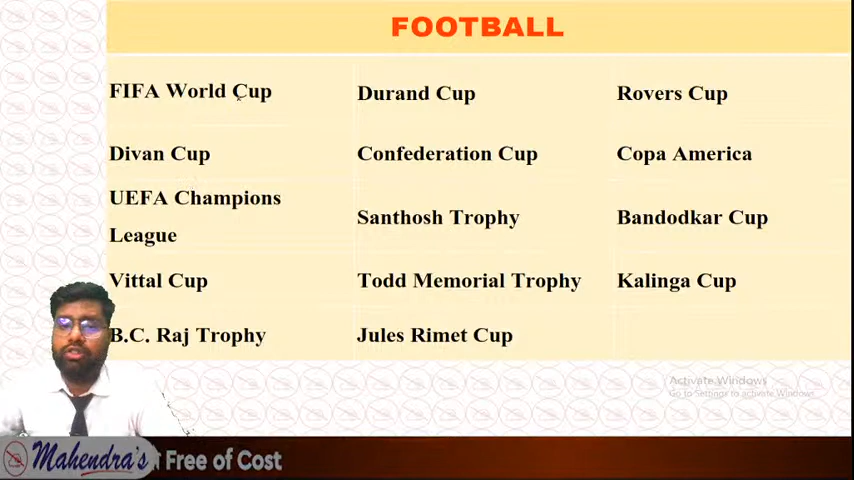 FOOTBALL
FIFA World Cup
Durand Cup
Rovers Cup
Divan Cup
Confederation Cup
Copa America
UEFA Champions
League
Santhosh Trophy
Bandodkar Cup
Vittal Cup
Todd Memorial Trophy
Kalinga Cup
B.C. Raj Trophy
Jules Rimet Cup
Activate Windows
Go to Settings to activate Windows.
Mahendra's
Free of Cost